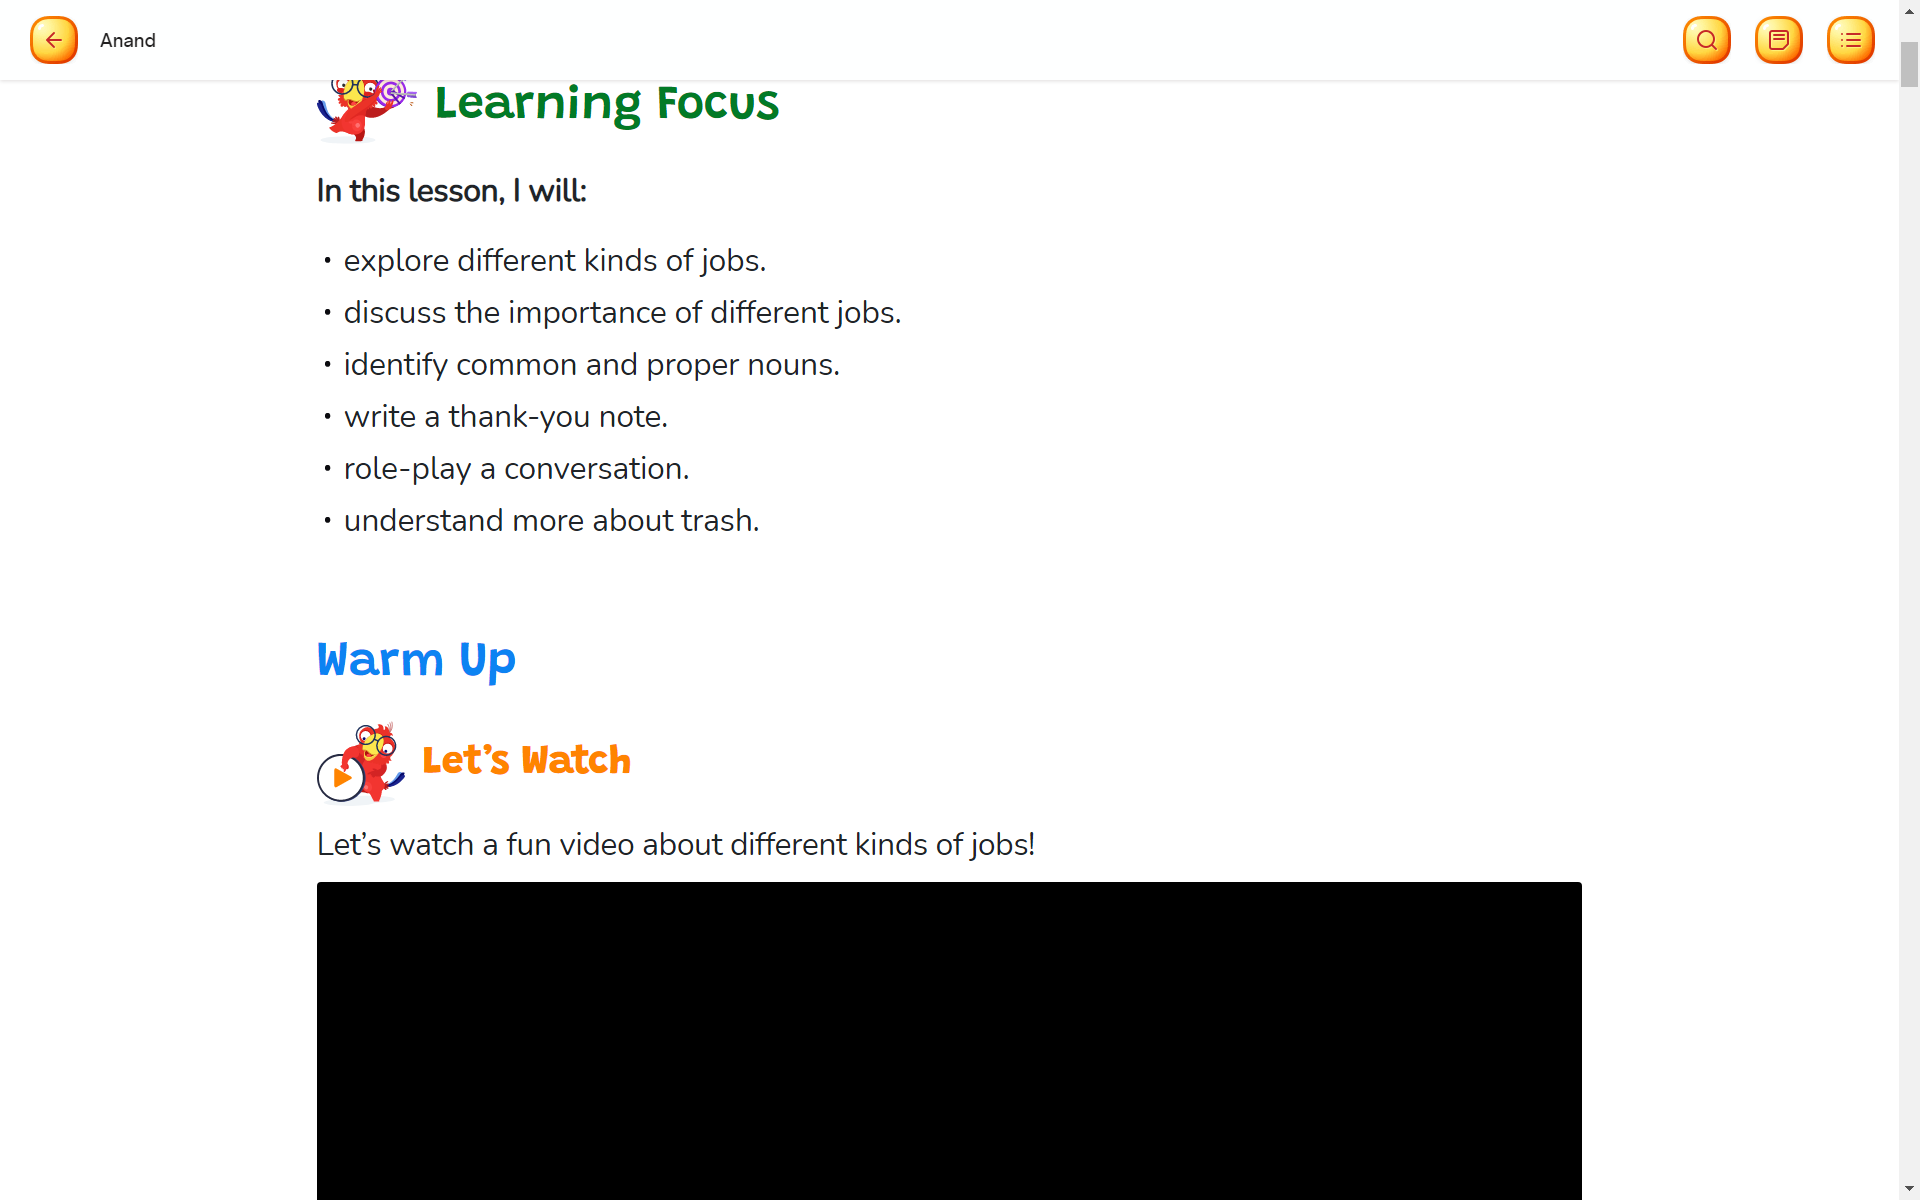 Anand
Learning Focus
In this lesson, I will:
• explore different kinds of jobs.
• discuss the importance of different jobs.
• identify common and proper nouns.
• write a thank-you note.
• role-play a conversation.
• understand more about trash.
Warm Up
Let’s Watch
Let’s watch a fun video about different kinds of jobs!